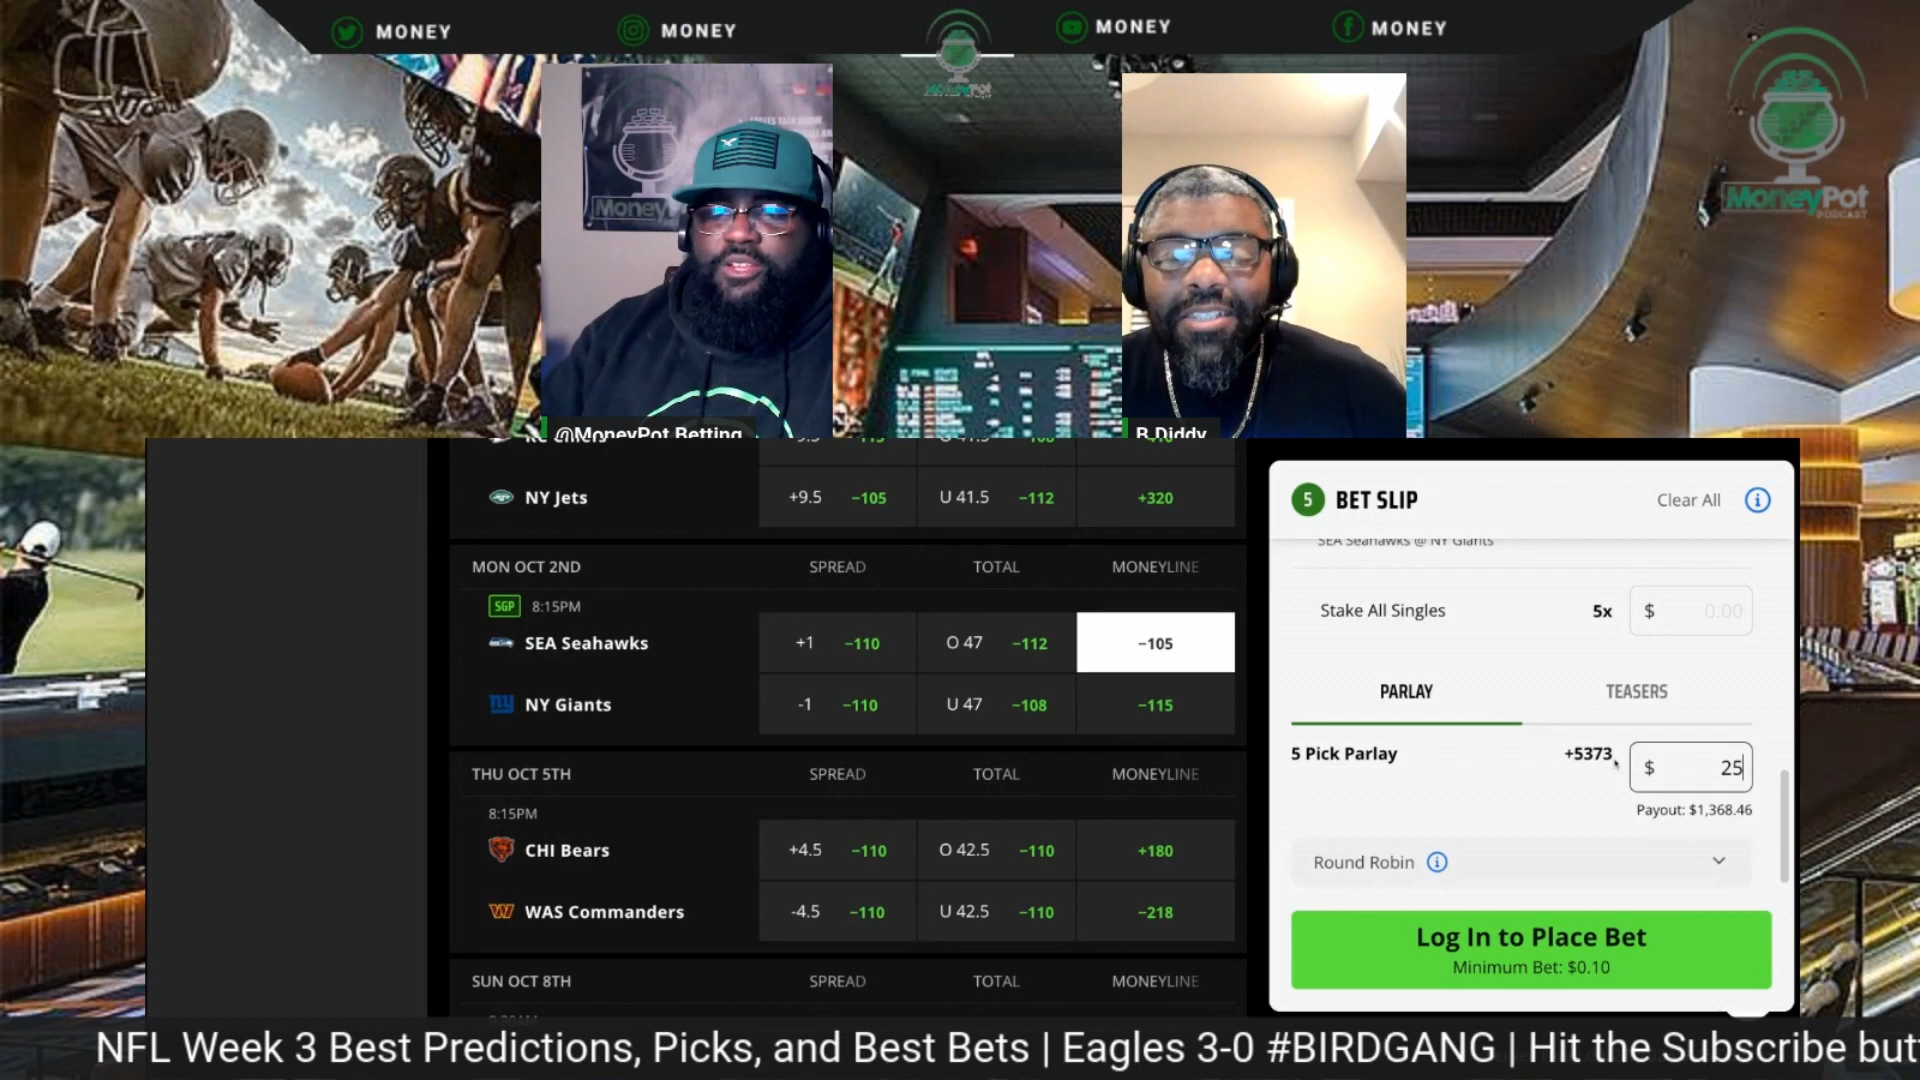 MONEY
MONEY
MONEY
MONEY
MoneyPot
PODCAST
Money
@MoneyPot Betting
B Diddy
NY Jets +9.5 −105 U 41.5 −112 +320
MON OCT 2ND SPREAD TOTAL MONEYLINE
SGP 8:15PM
SEA Seahawks +1 −110 O 47 −112 −105
NY Giants -1 −110 U 47 −108 −115
THU OCT 5TH SPREAD TOTAL MONEYLINE
8:15PM
CHI Bears +4.5 −110 O 42.5 −110 +180
WAS Commanders -4.5 −110 U 42.5 −110 −218
SUN OCT 8TH SPREAD TOTAL MONEYLINE
5 BET SLIP Clear All
SEA Seahawks @ NY Giants
Stake All Singles 5x $ 0.00
PARLAY TEASERS
5 Pick Parlay +5373 $ 25
Payout: $1,368.46
Round Robin
Log In to Place Bet
Minimum Bet: $0.10
NFL Week 3 Best Predictions, Picks, and Best Bets | Eagles 3-0 #BIRDGANG | Hit the Subscribe but